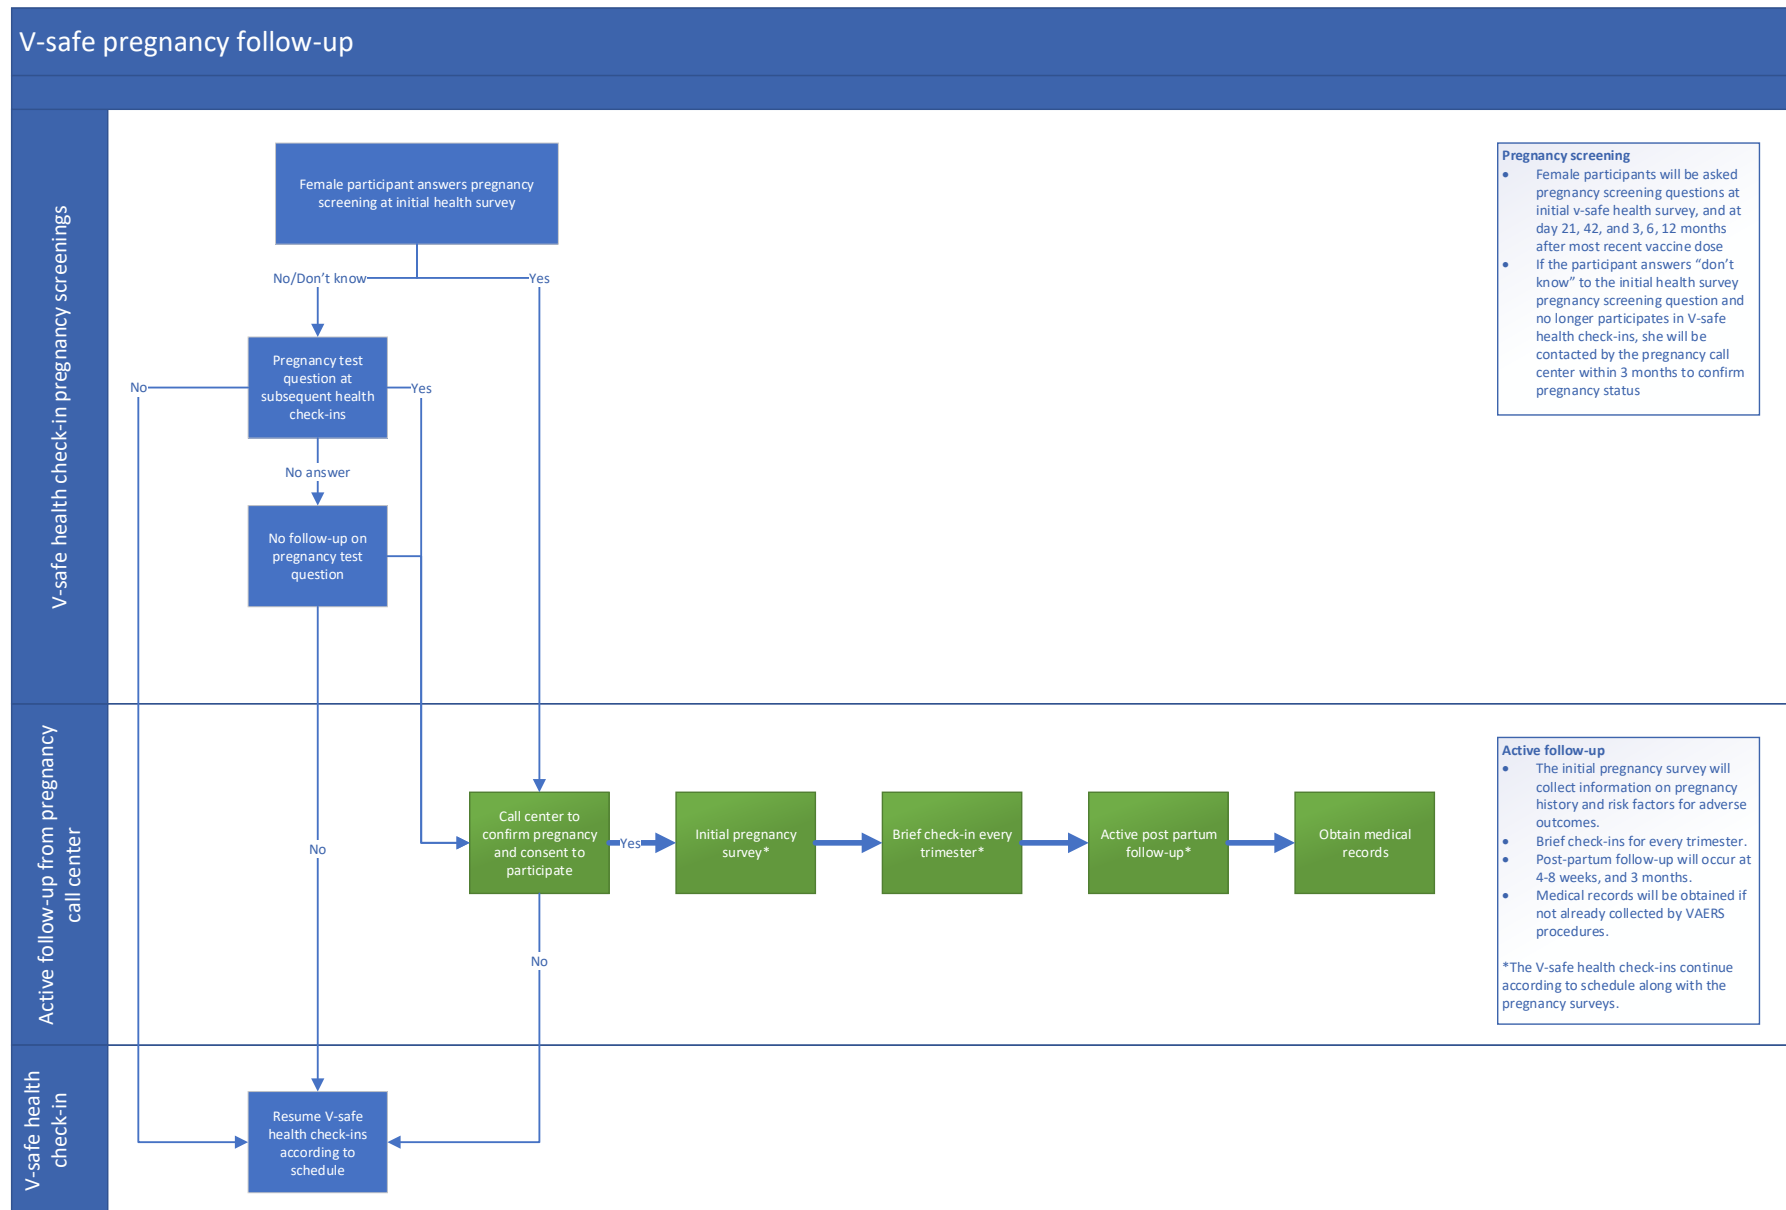 V-safe pregnancy follow-up
V-safe health check-in pregnancy screenings
Female participant answers pregnancy
screening at initial health survey
No/Don’t know
Yes
Pregnancy test
question at
subsequent health
check-ins
No
Yes
No answer
No follow-up on
pregnancy test
question
Pregnancy screening
• Female participants will be asked
pregnancy screening questions at
initial v-safe health survey, and at
day 21, 42, and 3, 6, 12 months
after most recent vaccine dose
• If the participant answers “don’t
know” to the initial health survey
pregnancy screening question and
no longer participates in V-safe
health check-ins, she will be
contacted by the pregnancy call
center within 3 months to confirm
pregnancy status
Active follow-up from pregnancy
call center
No
Call center to
confirm pregnancy
and consent to
participate
Yes
Initial pregnancy
survey*
Brief check-in every
trimester*
Active post partum
follow-up*
Obtain medical
records
No
Active follow-up
• The initial pregnancy survey will
collect information on pregnancy
history and risk factors for adverse
outcomes.
• Brief check-ins for every trimester.
• Post-partum follow-up will occur at
4-8 weeks, and 3 months.
• Medical records will be obtained if
not already collected by VAERS
procedures.
*The V-safe health check-ins continue
according to schedule along with the
pregnancy surveys.
V-safe health
check-in
Resume V-safe
health check-ins
according to
schedule